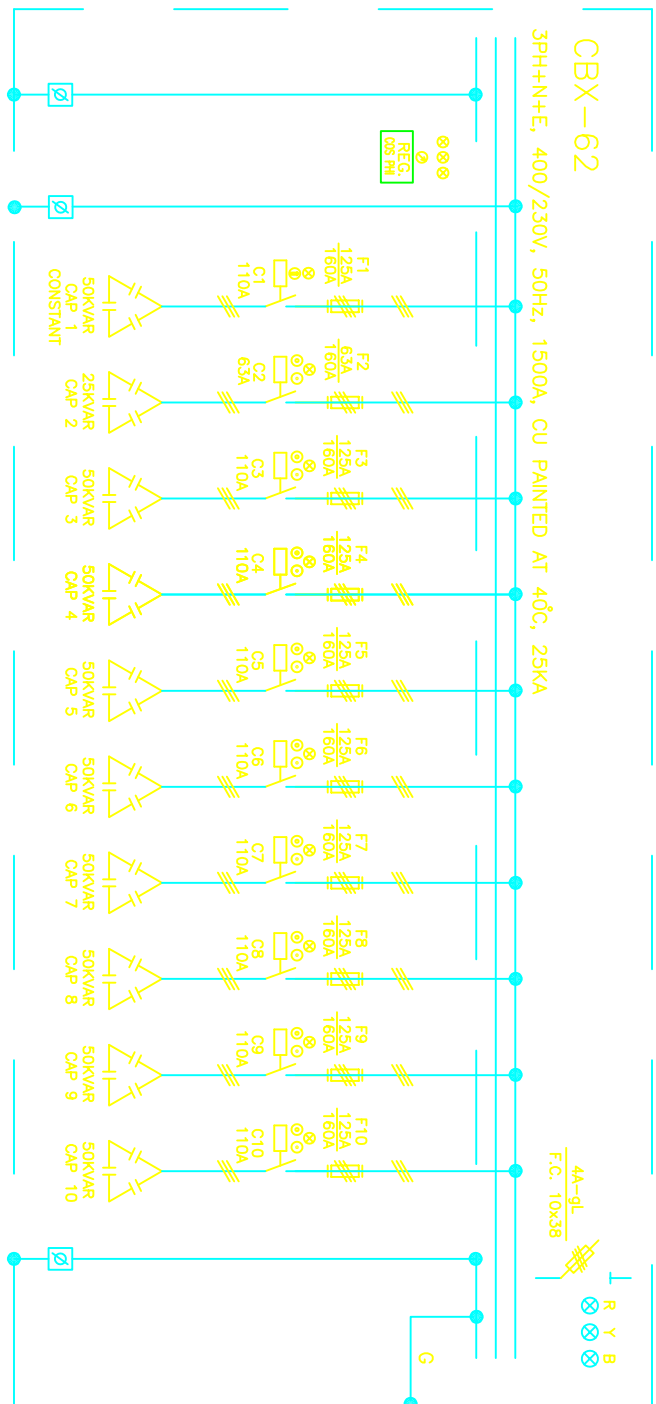 CBX-62
3PH+N+E, 400/230V, 50Hz, 1500A, CU PAINTED AT 40°C, 25KA
REG.
COS PHI
F1
125A
160A
C1
110A
50KVAR
CAP 1
CONSTANT
F2
63A
160A
C2
63A
25KVAR
CAP 2
F3
125A
160A
C3
110A
50KVAR
CAP 3
F4
125A
160A
C4
110A
50KVAR
CAP 4
F5
125A
160A
C5
110A
50KVAR
CAP 5
F6
125A
160A
C6
110A
50KVAR
CAP 6
F7
125A
160A
C7
110A
50KVAR
CAP 7
F8
125A
160A
C8
110A
50KVAR
CAP 8
F9
125A
160A
C9
110A
50KVAR
CAP 9
F10
125A
160A
C10
110A
50KVAR
CAP 10
4A-gL
F.C. 10x38
R Y B
G